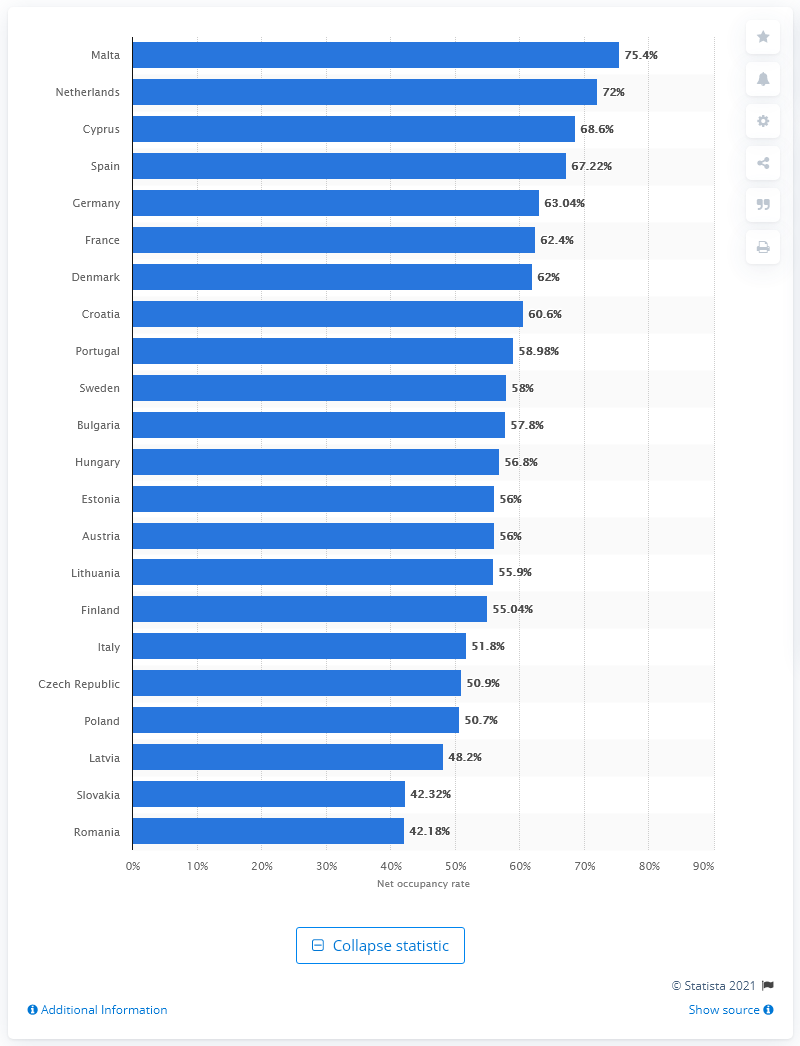 Malta 75.4%
Netherlands 72%
Cyprus 68.6%
Spain 67.22%
Germany 63.04%
France 62.4%
Denmark 62%
Croatia 60.6%
Portugal 58.98%
Sweden 58%
Bulgaria 57.8%
Hungary 56.8%
Estonia 56%
Austria 56%
Lithuania 55.9%
Finland 55.04%
Italy 51.8%
Czech Republic 50.9%
Poland 50.7%
Latvia 48.2%
Slovakia 42.32%
Romania 42.18%
0% 10% 20% 30% 40% 50% 60% 70% 80% 90%
Net occupancy rate
Collapse statistic
© Statista 2021
Additional Information Show source